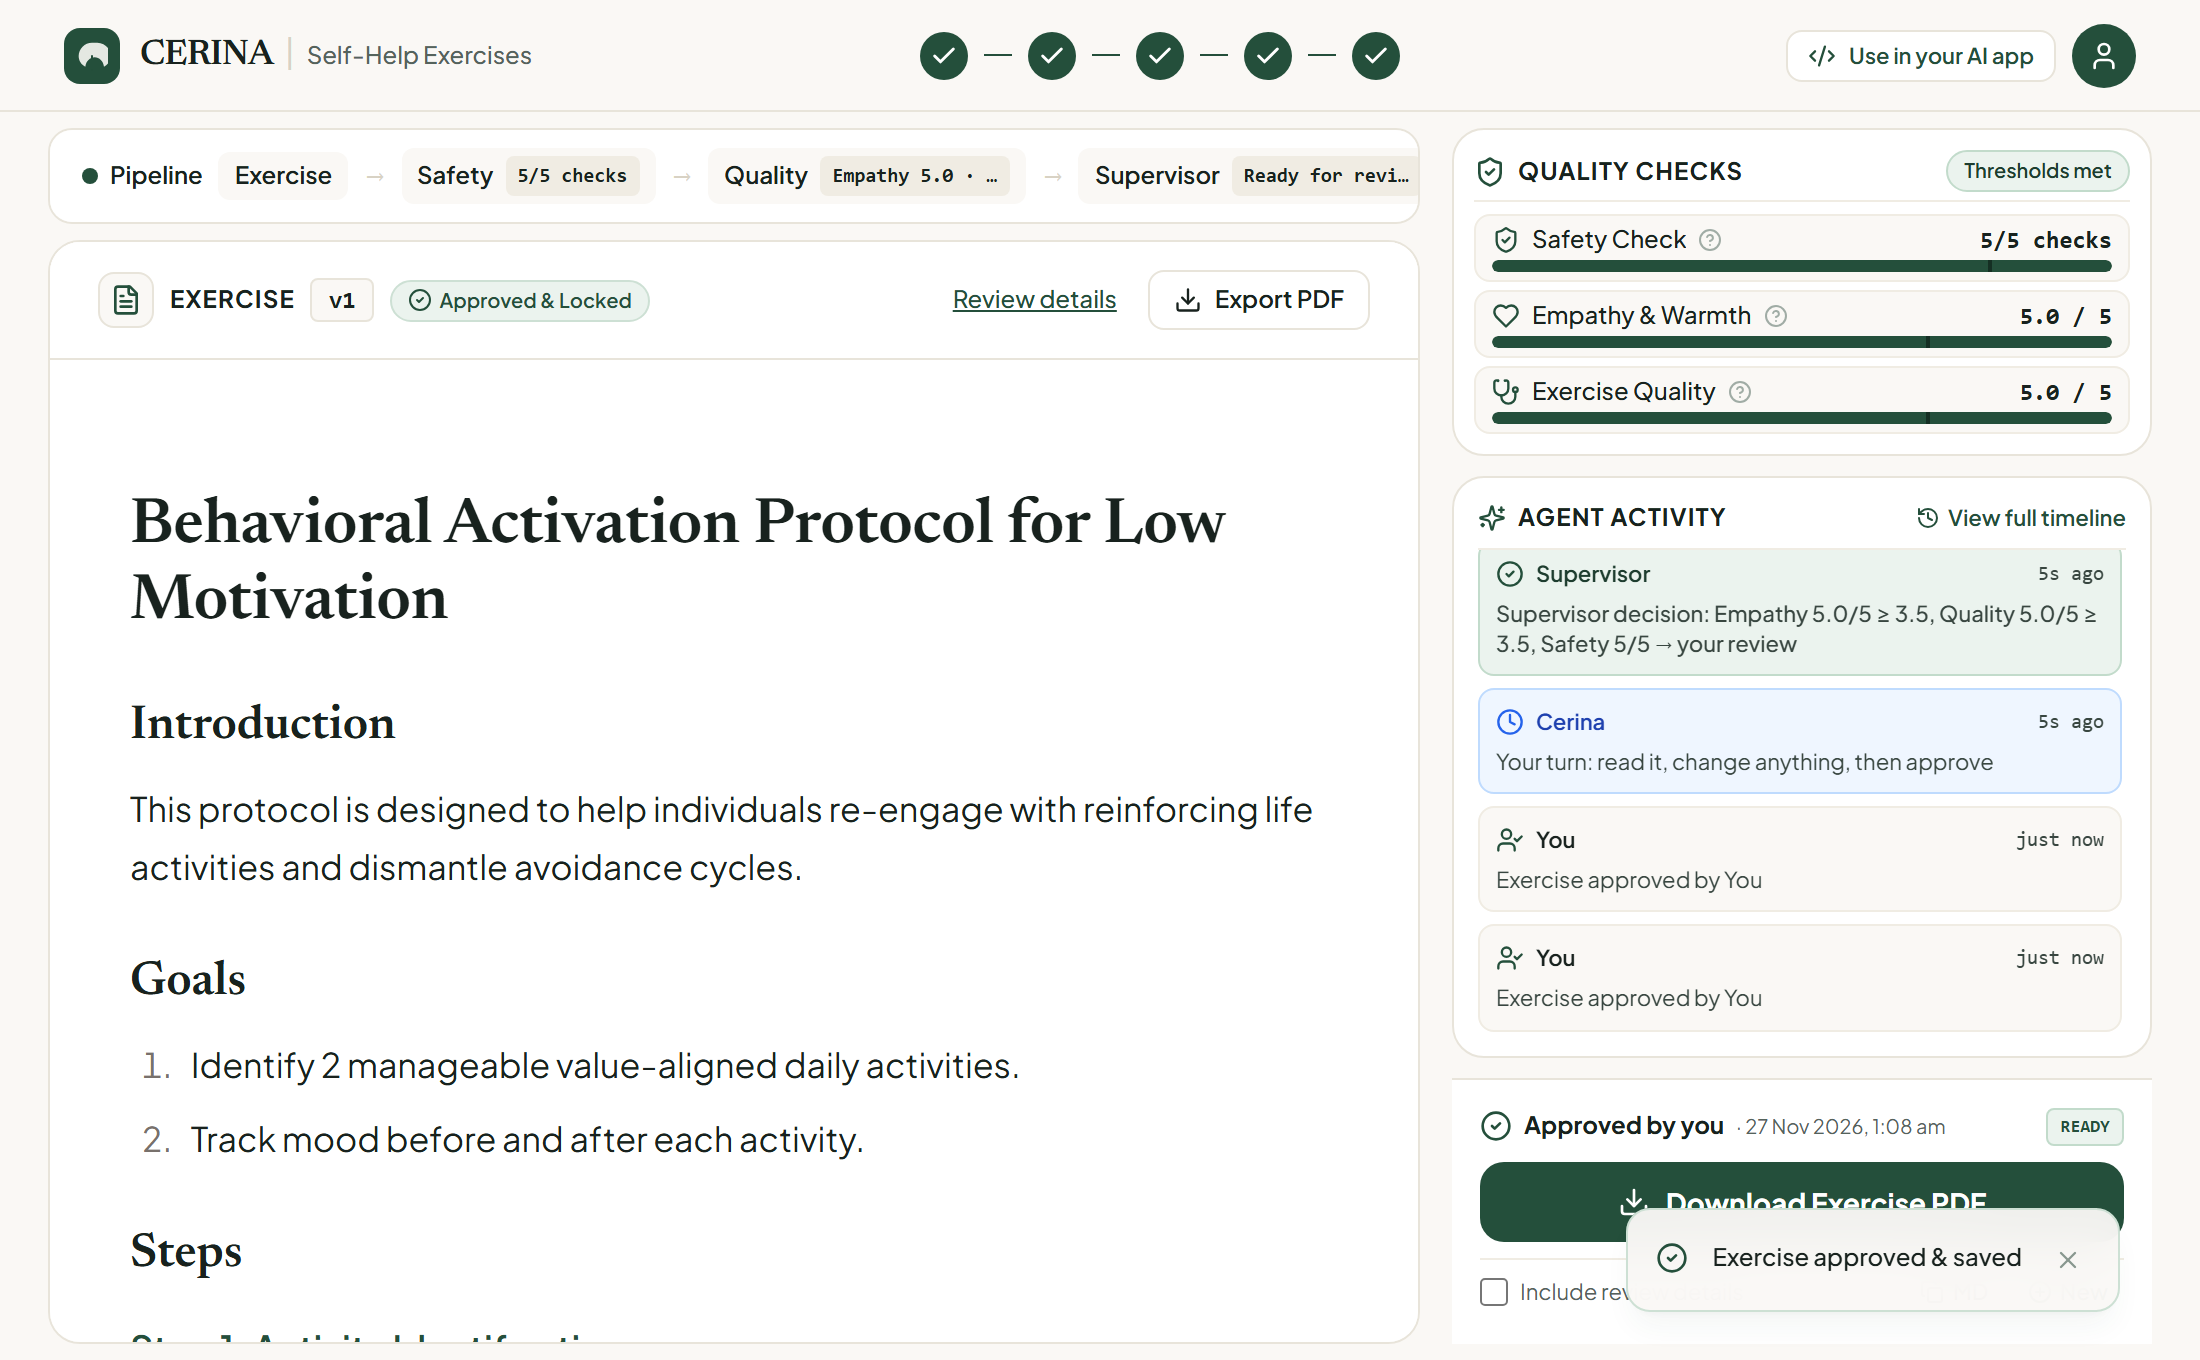 CERINA
Self-Help Exercises
Use in your AI app
Pipeline
Exercise
→
Safety
5/5 checks
→
Quality
Empathy 5.0 · …
→
Supervisor
Ready for revi…
EXERCISE
v1
Approved & Locked
Review details
Export PDF
Behavioral Activation Protocol for Low
Motivation
Introduction
This protocol is designed to help individuals re-engage with reinforcing life
activities and dismantle avoidance cycles.
Goals
1. Identify 2 manageable value-aligned daily activities.
2. Track mood before and after each activity.
Steps
QUALITY CHECKS
Thresholds met
Safety Check
5/5 checks
Empathy & Warmth
5.0 / 5
Exercise Quality
5.0 / 5
AGENT ACTIVITY
View full timeline
Supervisor
5s ago
Supervisor decision: Empathy 5.0/5 ≥ 3.5, Quality 5.0/5 ≥
3.5, Safety 5/5 → your review
Cerina
5s ago
Your turn: read it, change anything, then approve
You
just now
Exercise approved by You
You
just now
Exercise approved by You
Approved by you · 27 Nov 2026, 1:08 am
READY
Download Exercise PDF
Exercise approved & saved
Include